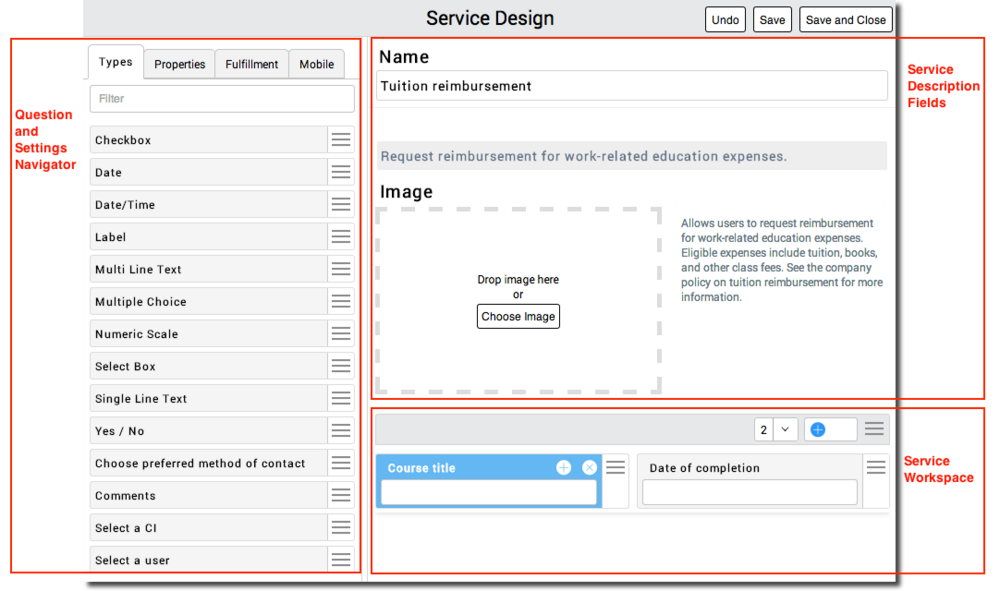 Service Design
Undo
Save
Save and Close
Question
and
Settings
Navigator
Types
Properties
Fulfillment
Mobile
Filter
Checkbox
Date
Date/Time
Label
Multi Line Text
Multiple Choice
Numeric Scale
Select Box
Single Line Text
Yes / No
Choose preferred method of contact
Comments
Select a CI
Select a user
Name
Tuition reimbursement
Request reimbursement for work-related education expenses.
Image
Drop image here
or
Choose Image
Allows users to request reimbursement
for work-related education expenses.
Eligible expenses include tuition, books,
and other class fees. See the company
policy on tuition reimbursement for more
information.
Service
Description
Fields
2
Course title
Date of completion
Service
Workspace